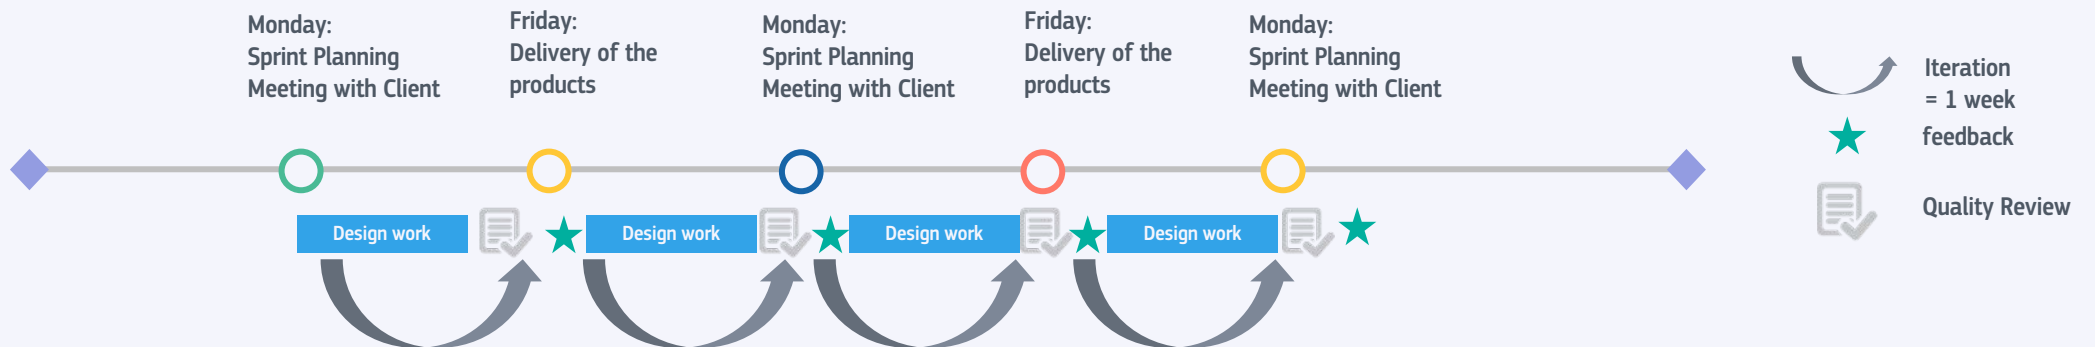 Monday:
Sprint Planning
Meeting with Client
Friday:
Delivery of the
products
Monday:
Sprint Planning
Meeting with Client
Friday:
Delivery of the
products
Monday:
Sprint Planning
Meeting with Client
Iteration
= 1 week
feedback
Quality Review
Design work
Design work
Design work
Design work